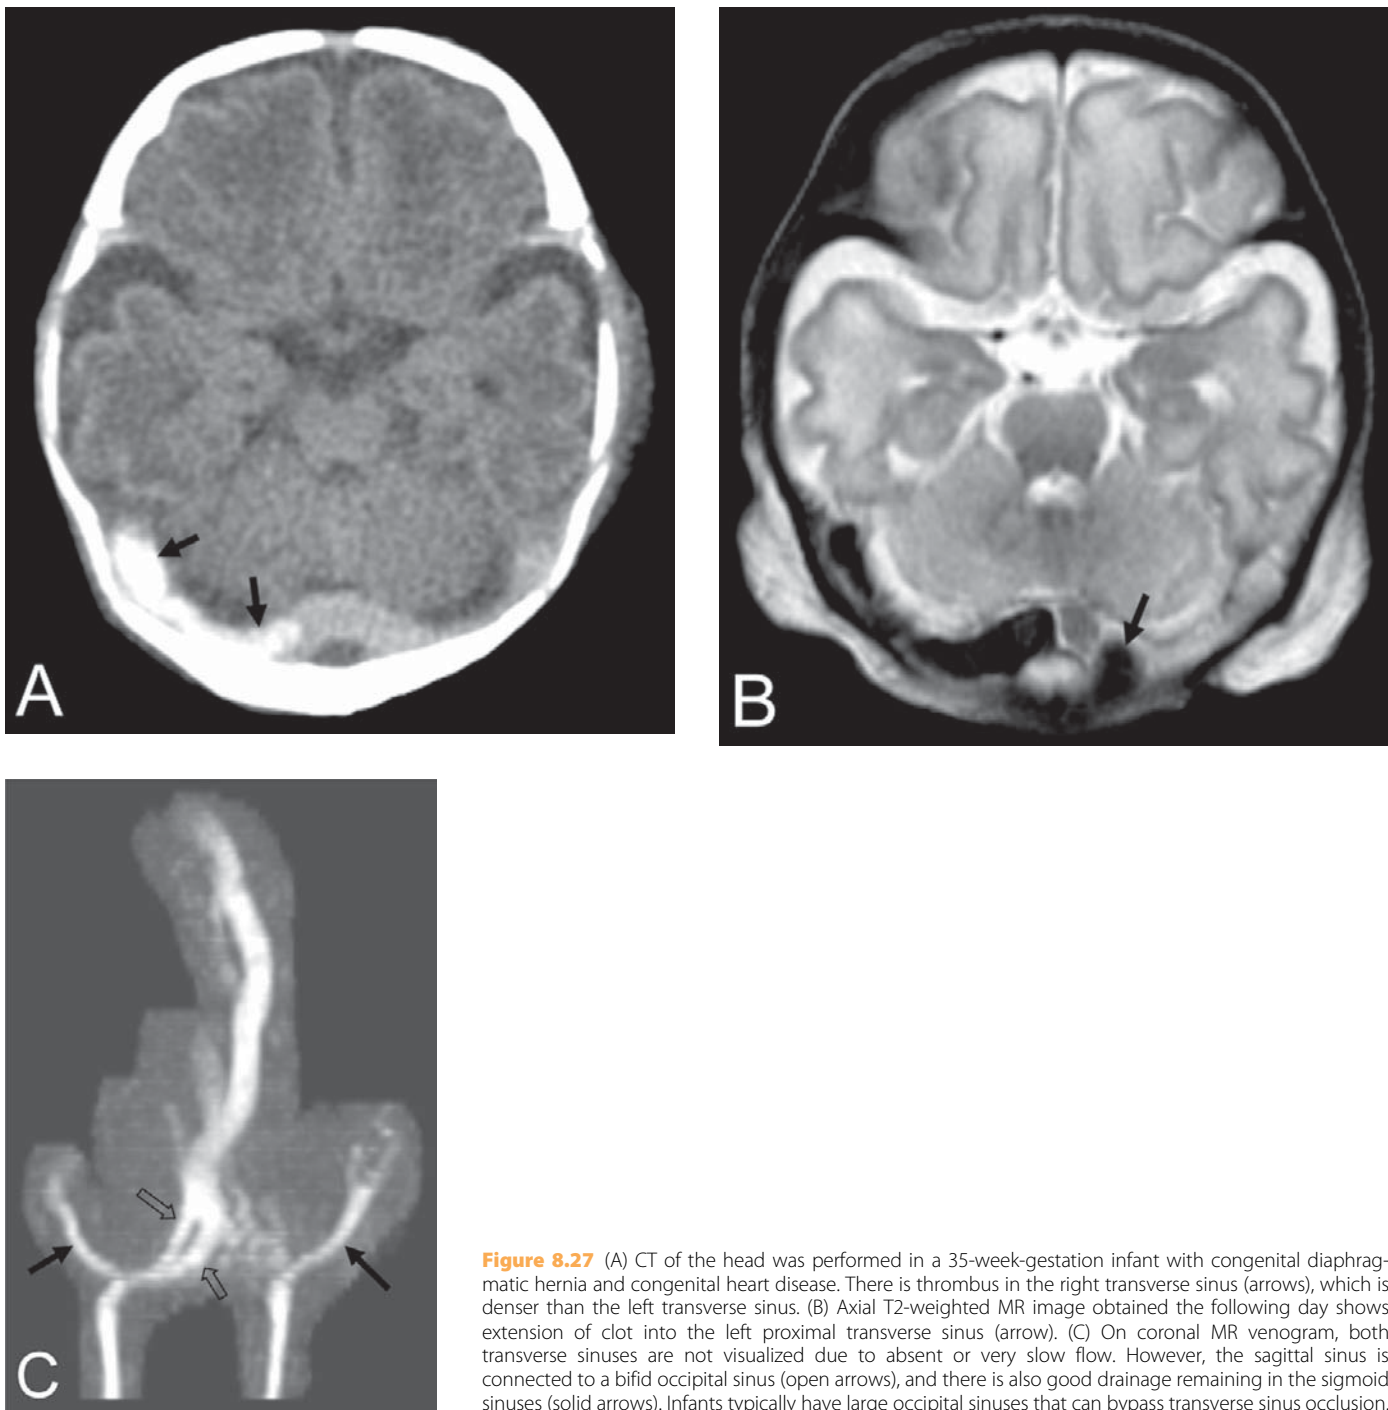 A
B
C
Figure 8.27 (A) CT of the head was performed in a 35-week-gestation infant with congenital diaphrag-
matic hernia and congenital heart disease. There is thrombus in the right transverse sinus (arrows), which is
denser than the left transverse sinus. (B) Axial T2-weighted MR image obtained the following day shows
extension of clot into the left proximal transverse sinus (arrow). (C) On coronal MR venogram, both
transverse sinuses are not visualized due to absent or very slow flow. However, the sagittal sinus is
connected to a bifid occipital sinus (open arrows), and there is also good drainage remaining in the sigmoid
sinuses (solid arrows). Infants typically have large occipital sinuses that can bypass transverse sinus occlusion.